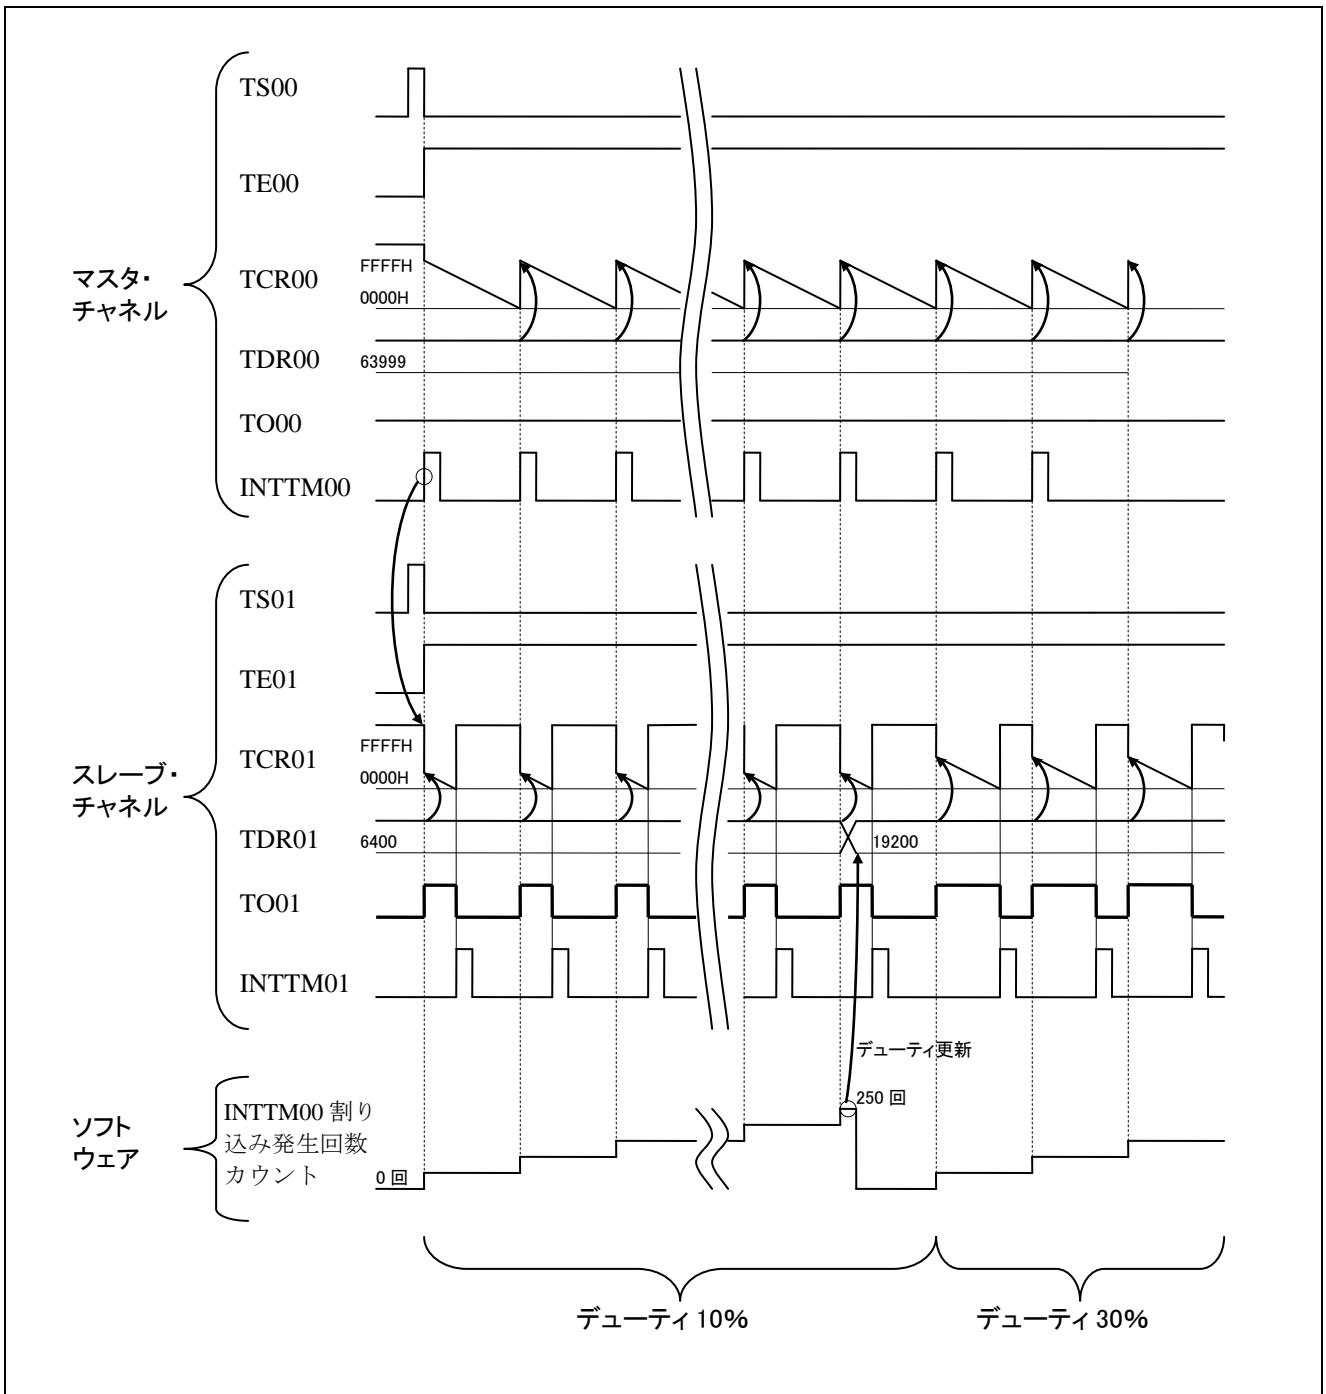 マスタ・
チャネル
TS00
TE00
TCR00
FFFFH
0000H
TDR00
63999
TO00
INTTM00
スレーブ・
チャネル
TS01
TE01
TCR01
FFFFH
0000H
TDR01
6400
19200
TO01
INTTM01
デューティ更新
ソフト
ウェア
INTTM00 割り
込み発生回数
カウント
0 回
250 回
デューティ 10%
デューティ 30%